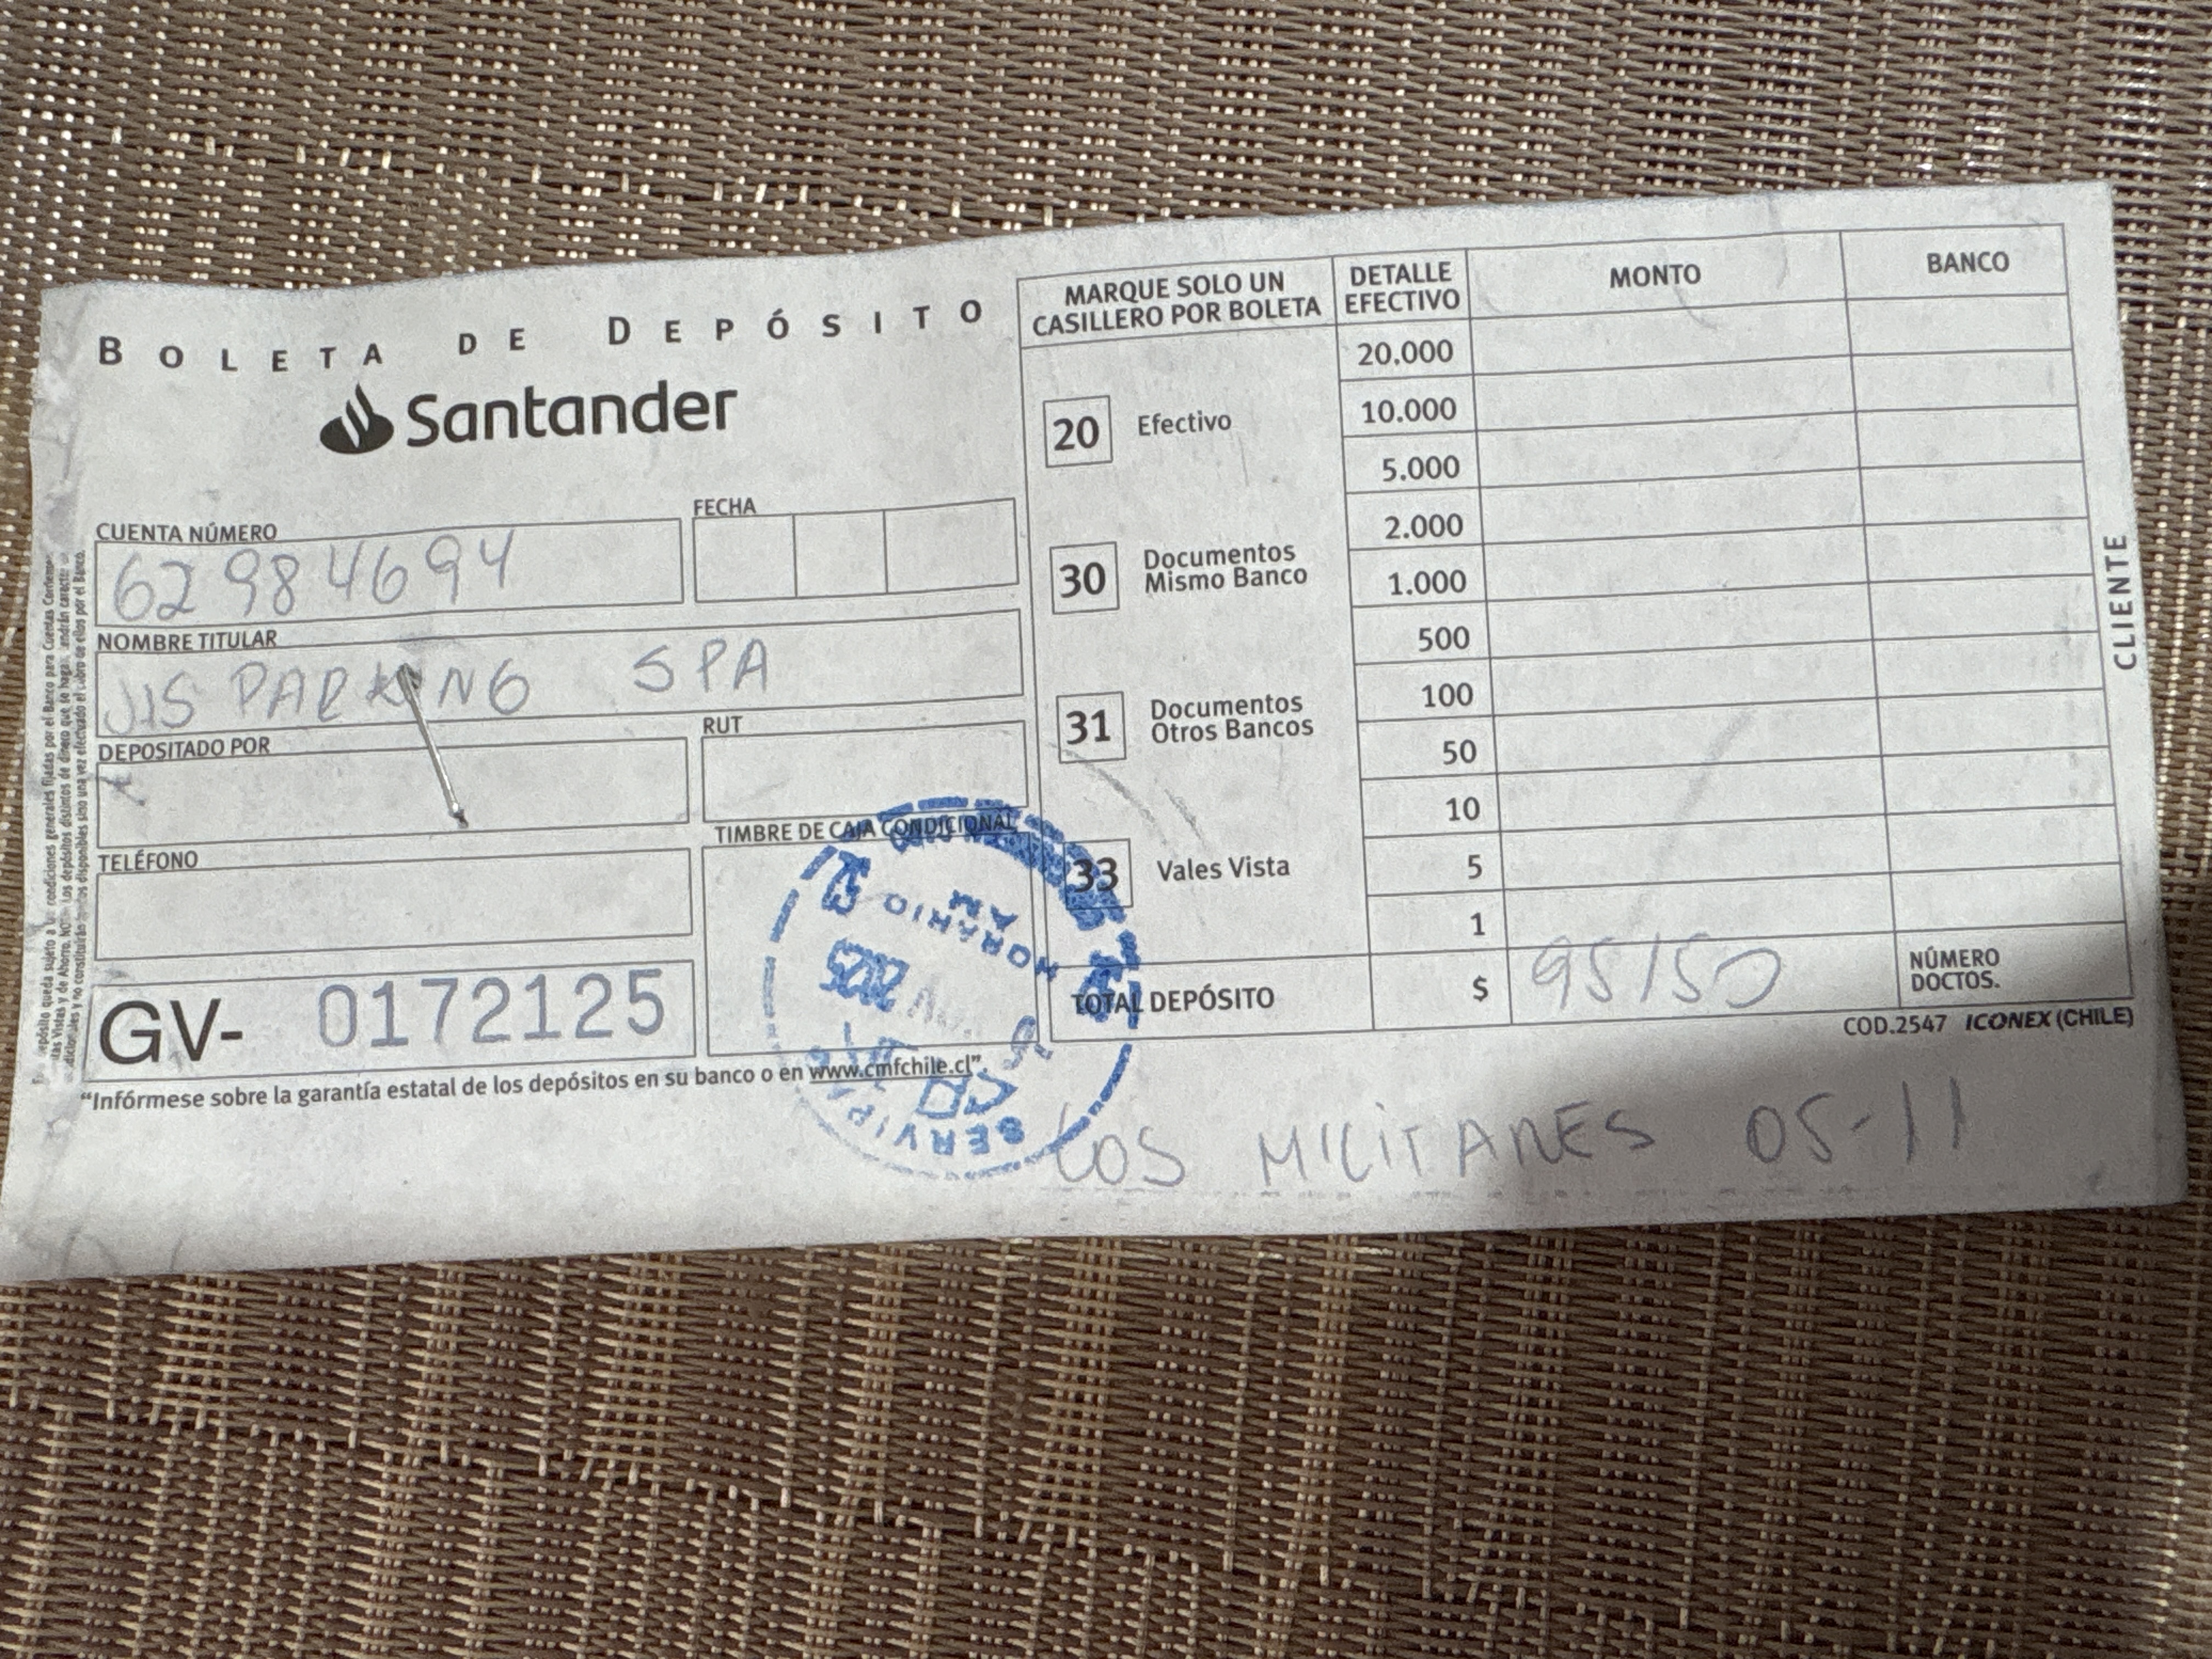 BOLETA DE DEPÓSITO
Santander
CUENTA NÚMERO
62984694
FECHA
NOMBRE TITULAR
JIS PARKING SPA
DEPOSITADO POR
RUT
TELÉFONO
TIMBRE DE CAJA CONDICIONAL
GV- 0172125
"Infórmese sobre la garantía estatal de los depósitos en su banco o en www.cmfchile.cl"
MARQUE SOLO UN
CASILLERO POR BOLETA
20 Efectivo
30 Documentos
Mismo Banco
31 Documentos
Otros Bancos
33 Vales Vista
DETALLE
EFECTIVO
MONTO
BANCO
20.000
10.000
5.000
2.000
1.000
500
100
50
10
5
1
TOTAL DEPÓSITO
$ 95150
NÚMERO
DOCTOS.
COD.2547 ICONEX (CHILE)
CLIENTE
HORARIO
AM
2025
LOS MILITARES 05-11